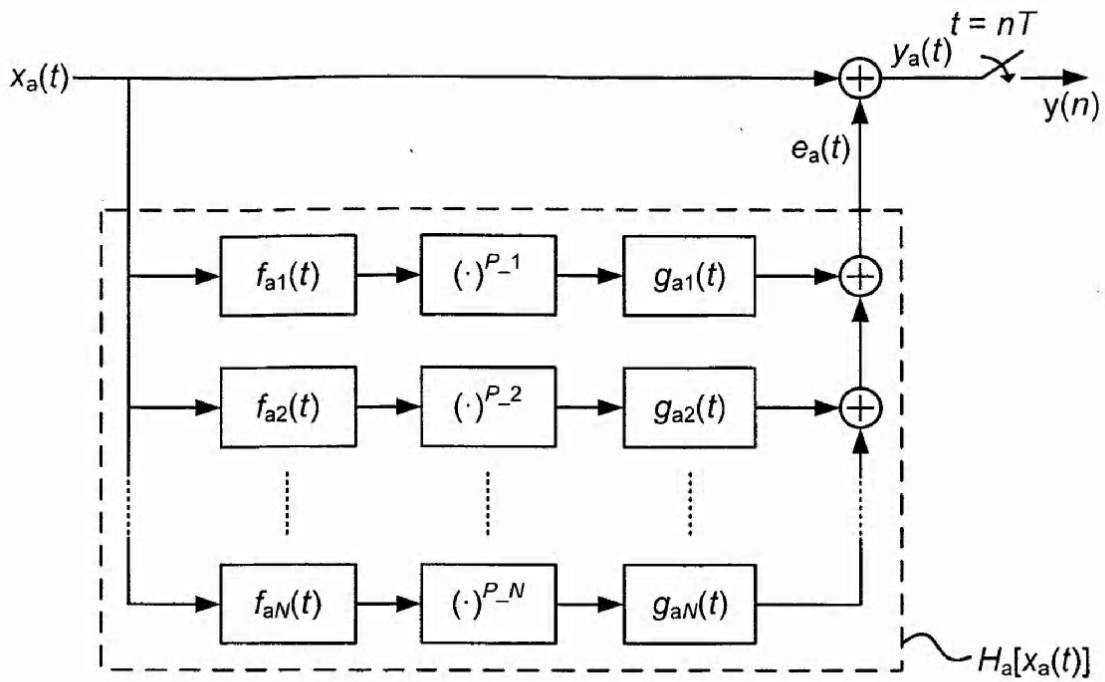 t = nT
xa(t)
ya(t)
y(n)
ea(t)
fa1(t)
(·)P_1
ga1(t)
fa2(t)
(·)P_2
ga2(t)
faN(t)
(·)P_N
gaN(t)
Ha[xa(t)]